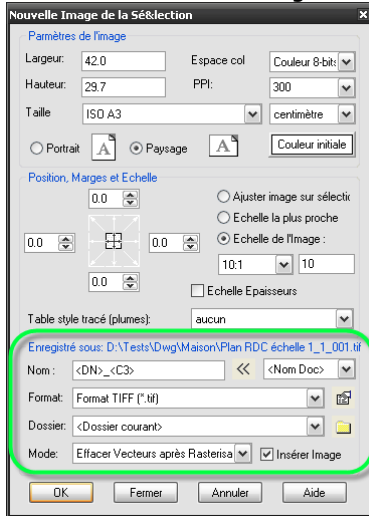 Nouvelle Image de la Sé&lection
Paramètres de l'image
Largeur: 42.0 Espace col Couleur 8-bits
Hauteur: 29.7 PPI: 300
Taille ISO A3 centimètre
Portrait A Paysage A Couleur initiale
Position, Marges et Echelle
0.0 Ajuster image sur sélectic
Echelle la plus proche
0.0 0.0 Echelle de l'Image :
10:1 10
0.0 Echelle Epaisseurs
Table style tracé (plumes): aucun
Enregistré sous: D:\Tests\Dwg\Maison\Plan RDC échelle 1_1_001.tif
Nom : <DN>_<C3> << <Nom Doc>
Format: Format TIFF (*.tif)
Dossier: <Dossier courant>
Mode: Effacer Vecteurs après Rasterisa Insérer Image
OK Fermer Annuler Aide